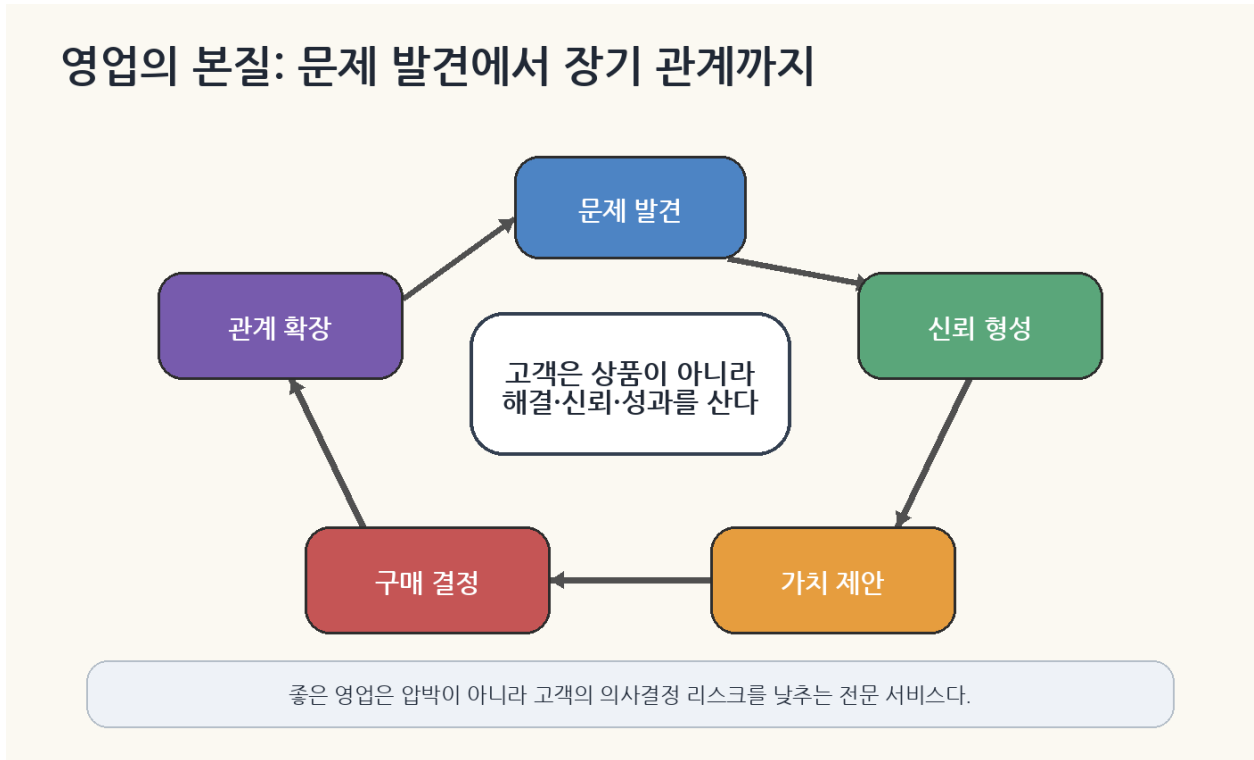 영업의 본질: 문제 발견에서 장기 관계까지
문제 발견
관계 확장
신뢰 형성
고객은 상품이 아니라
해결·신뢰·성과를 산다
구매 결정
가치 제안
좋은 영업은 압박이 아니라 고객의 의사결정 리스크를 낮추는 전문 서비스다.